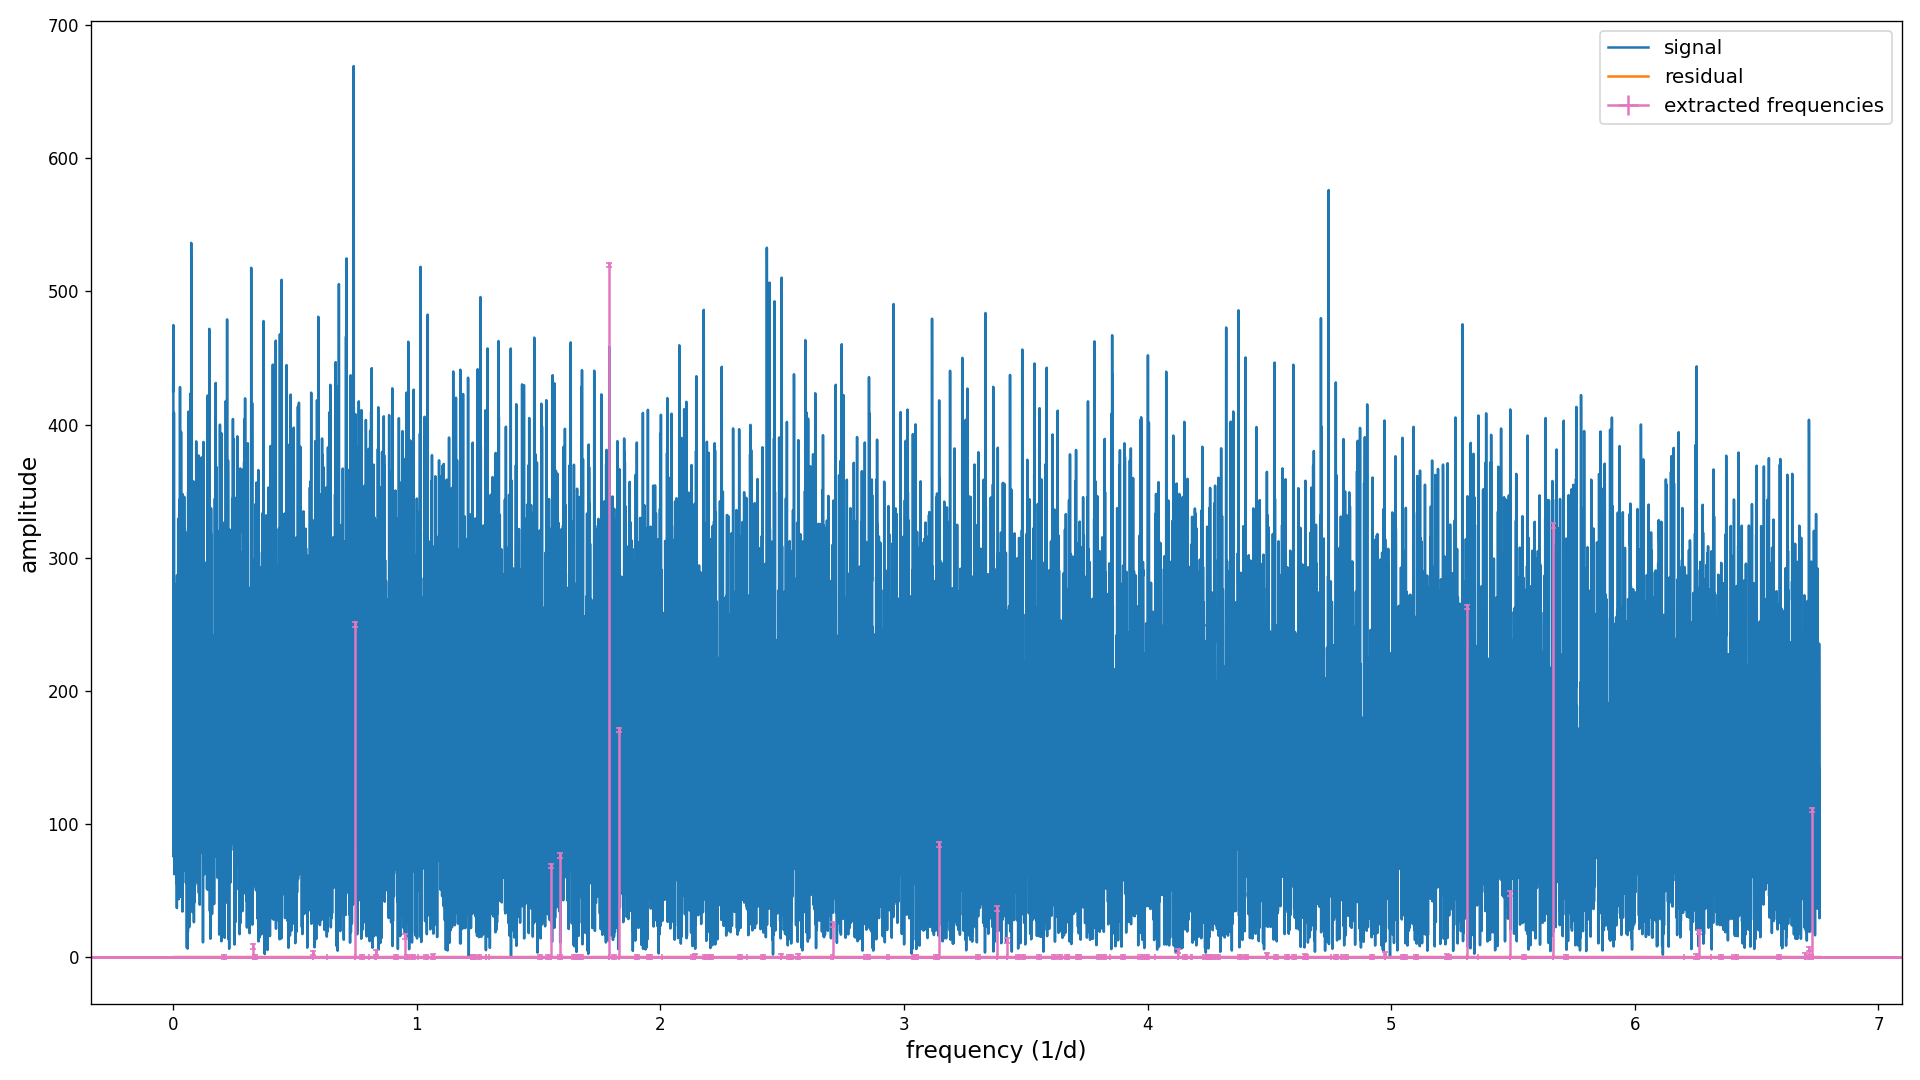 700
600
500
400
300
200
100
0
amplitude
0 1 2 3 4 5 6 7
frequency (1/d)
signal
residual
extracted frequencies